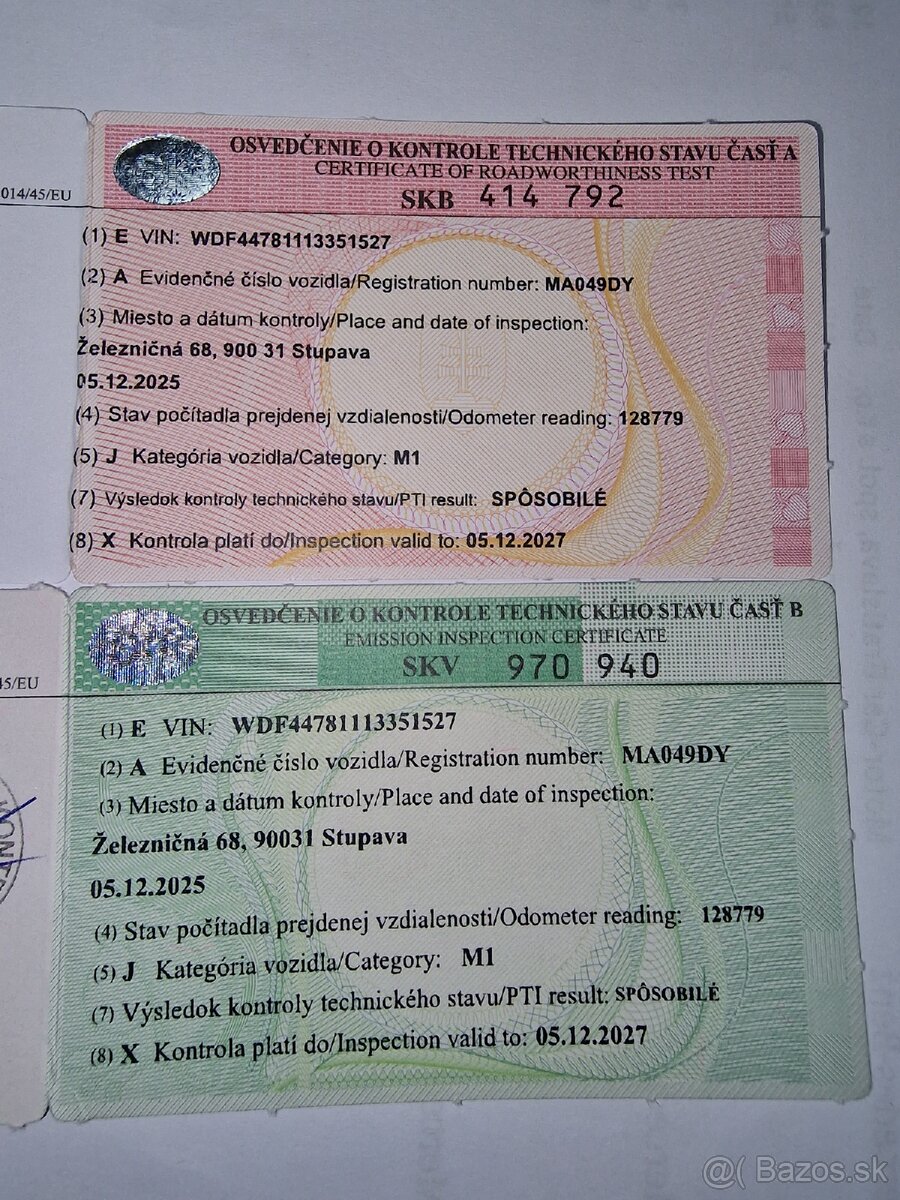 OSVEDČENIE O KONTROLE TECHNICKÉHO STAVU ČASŤ A
CERTIFICATE OF ROADWORTHINESS TEST
SKB 414 792
014/45/EU
(1) E VIN: WDF44781113351527
(2) A Evidenčné číslo vozidla/Registration number: MA049DY
(3) Miesto a dátum kontroly/Place and date of inspection:
Železničná 68, 900 31 Stupava
05.12.2025
(4) Stav počítadla prejdenej vzdialenosti/Odometer reading: 128779
(5) J Kategória vozidla/Category: M1
(7) Výsledok kontroly technického stavu/PTI result: SPÔSOBILÉ
(8) X Kontrola platí do/Inspection valid to: 05.12.2027
OSVEDČENIE O KONTROLE TECHNICKÉHO STAVU ČASŤ B
EMISSION INSPECTION CERTIFICATE
SKV 970 940
45/EU
(1) E VIN: WDF44781113351527
(2) A Evidenčné číslo vozidla/Registration number: MA049DY
(3) Miesto a dátum kontroly/Place and date of inspection:
Železničná 68, 90031 Stupava
05.12.2025
(4) Stav počítadla prejdenej vzdialenosti/Odometer reading: 128779
(5) J Kategória vozidla/Category: M1
(7) Výsledok kontroly technického stavu/PTI result: SPÔSOBILÉ
(8) X Kontrola platí do/Inspection valid to: 05.12.2027
@( Bazos.sk